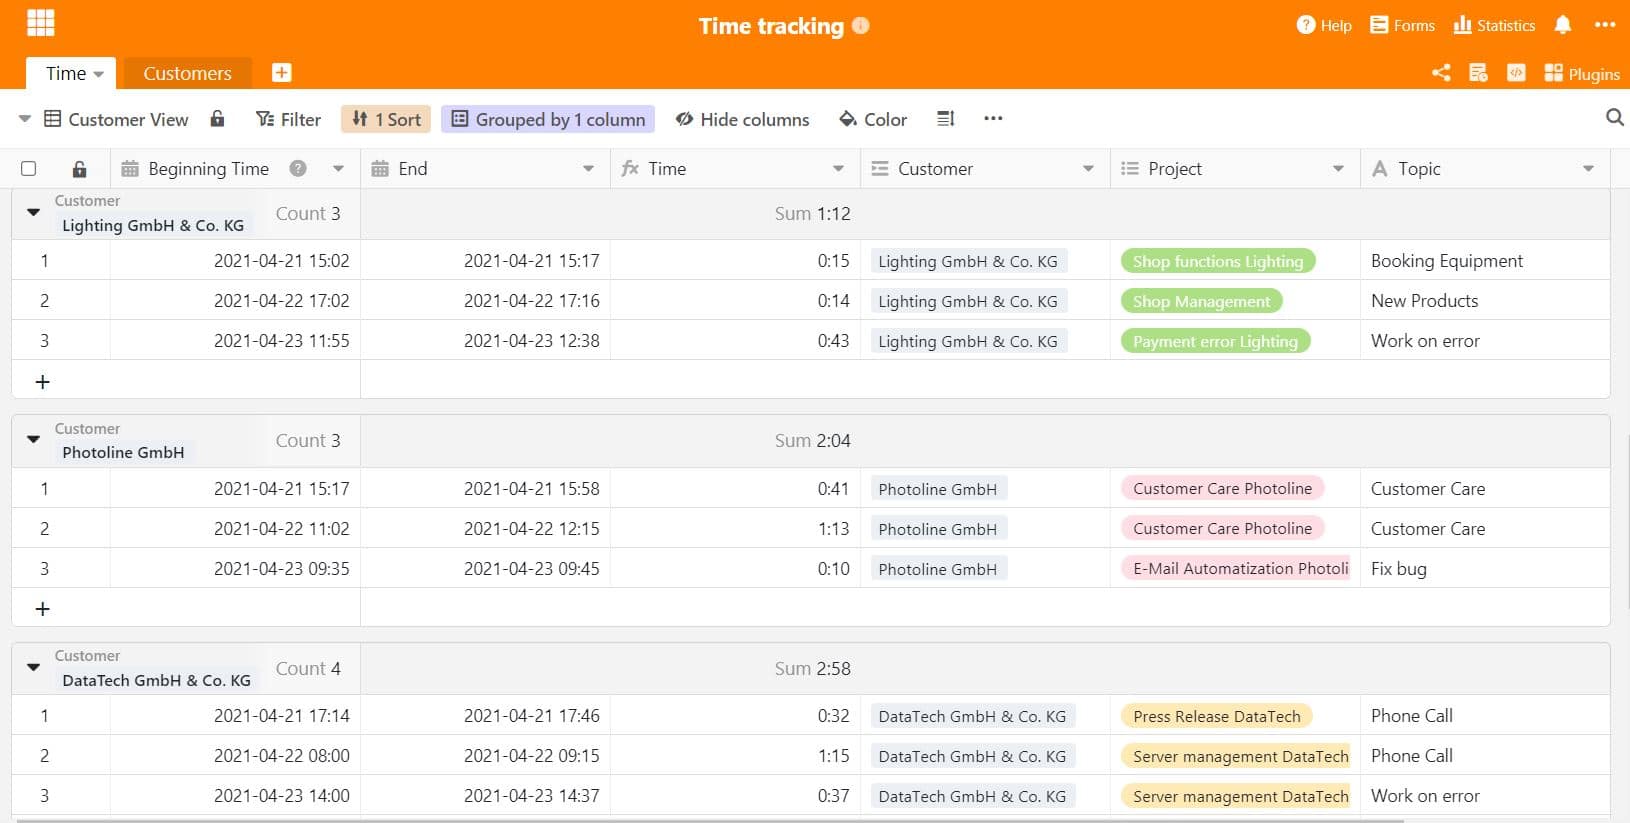 Time tracking
Help Forms Statistics
Time Customers
Plugins
Customer View Filter 1 Sort Grouped by 1 column Hide columns Color
Beginning Time End Time Customer Project Topic
Customer
Lighting GmbH & Co. KG Count 3 Sum 1:12
1 2021-04-21 15:02 2021-04-21 15:17 0:15 Lighting GmbH & Co. KG Shop functions Lighting Booking Equipment
2 2021-04-22 17:02 2021-04-22 17:16 0:14 Lighting GmbH & Co. KG Shop Management New Products
3 2021-04-23 11:55 2021-04-23 12:38 0:43 Lighting GmbH & Co. KG Payment error Lighting Work on error
Customer
Photoline GmbH Count 3 Sum 2:04
1 2021-04-21 15:17 2021-04-21 15:58 0:41 Photoline GmbH Customer Care Photoline Customer Care
2 2021-04-22 11:02 2021-04-22 12:15 1:13 Photoline GmbH Customer Care Photoline Customer Care
3 2021-04-23 09:35 2021-04-23 09:45 0:10 Photoline GmbH E-Mail Automatization Photoli Fix bug
Customer
DataTech GmbH & Co. KG Count 4 Sum 2:58
1 2021-04-21 17:14 2021-04-21 17:46 0:32 DataTech GmbH & Co. KG Press Release DataTech Phone Call
2 2021-04-22 08:00 2021-04-22 09:15 1:15 DataTech GmbH & Co. KG Server management DataTech Phone Call
3 2021-04-23 14:00 2021-04-23 14:37 0:37 DataTech GmbH & Co. KG Server management DataTech Work on error